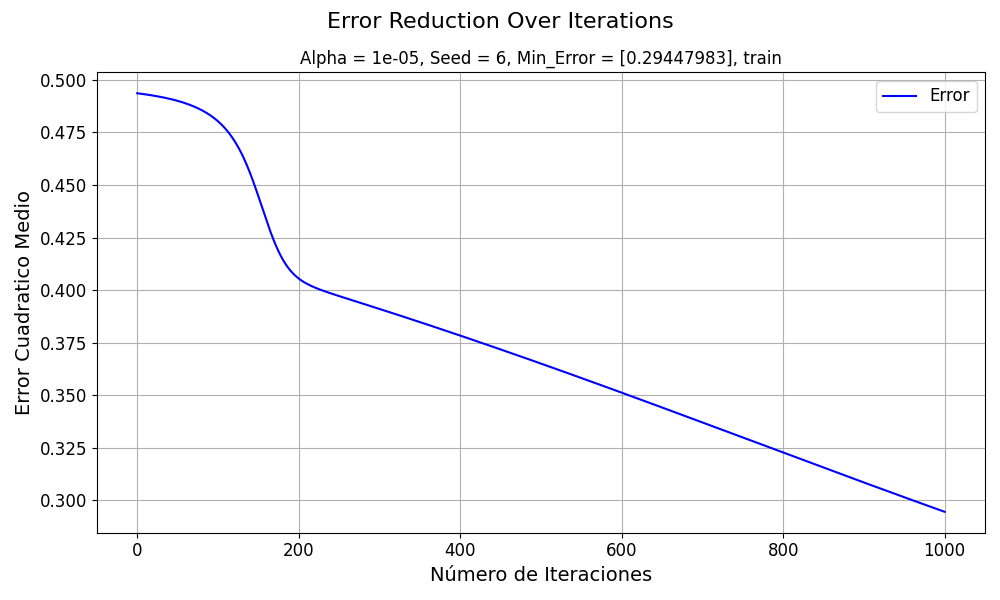 Error Reduction Over Iterations
Alpha = 1e-05, Seed = 6, Min_Error = [0.29447983], train
Error
Error Cuadratico Medio
0.500
0.475
0.450
0.425
0.400
0.375
0.350
0.325
0.300
0 200 400 600 800 1000
Número de Iteraciones